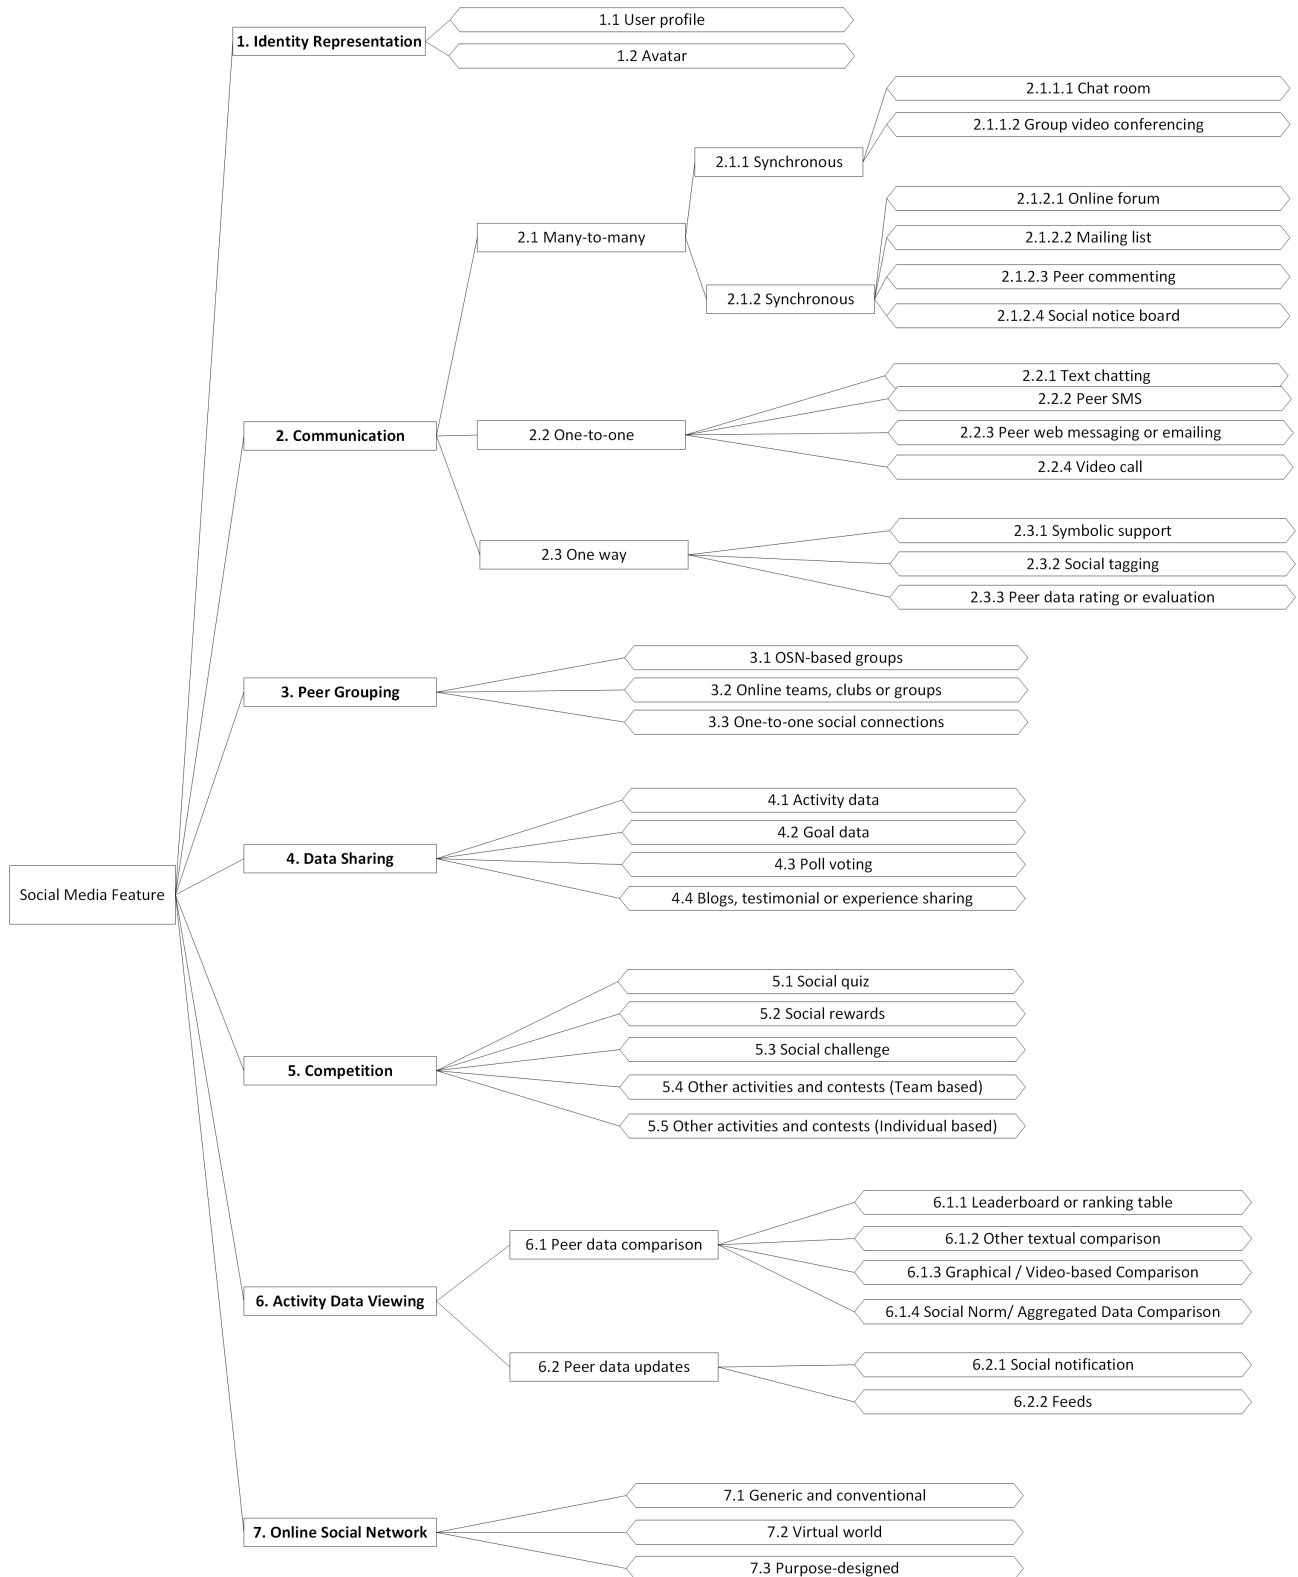 Social Media Feature
1. Identity Representation
1.1 User profile
1.2 Avatar
2. Communication
2.1 Many-to-many
2.1.1 Synchronous
2.1.1.1 Chat room
2.1.1.2 Group video conferencing
2.1.2 Synchronous
2.1.2.1 Online forum
2.1.2.2 Mailing list
2.1.2.3 Peer commenting
2.1.2.4 Social notice board
2.2 One-to-one
2.2.1 Text chatting
2.2.2 Peer SMS
2.2.3 Peer web messaging or emailing
2.2.4 Video call
2.3 One way
2.3.1 Symbolic support
2.3.2 Social tagging
2.3.3 Peer data rating or evaluation
3. Peer Grouping
3.1 OSN-based groups
3.2 Online teams, clubs or groups
3.3 One-to-one social connections
4. Data Sharing
4.1 Activity data
4.2 Goal data
4.3 Poll voting
4.4 Blogs, testimonial or experience sharing
5. Competition
5.1 Social quiz
5.2 Social rewards
5.3 Social challenge
5.4 Other activities and contests (Team based)
5.5 Other activities and contests (Individual based)
6. Activity Data Viewing
6.1 Peer data comparison
6.1.1 Leaderboard or ranking table
6.1.2 Other textual comparison
6.1.3 Graphical / Video-based Comparison
6.1.4 Social Norm/ Aggregated Data Comparison
6.2 Peer data updates
6.2.1 Social notification
6.2.2 Feeds
7. Online Social Network
7.1 Generic and conventional
7.2 Virtual world
7.3 Purpose-designed